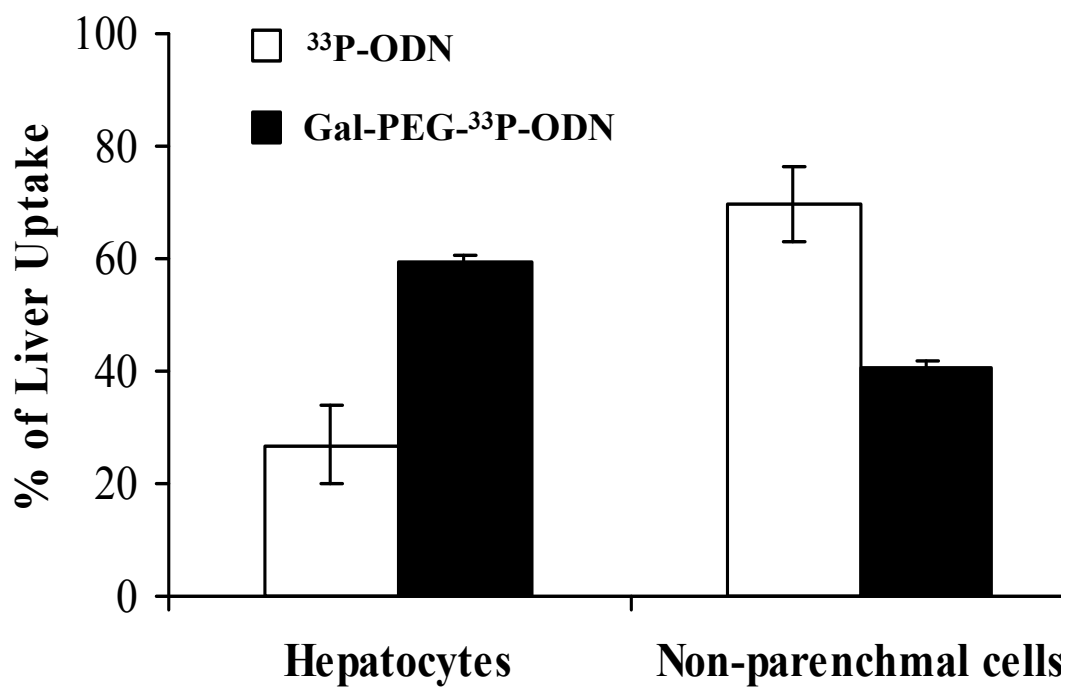 % of Liver Uptake
100
80
60
40
20
0
³³P-ODN
Gal-PEG-³³P-ODN
Hepatocytes
Non-parenchmal cells